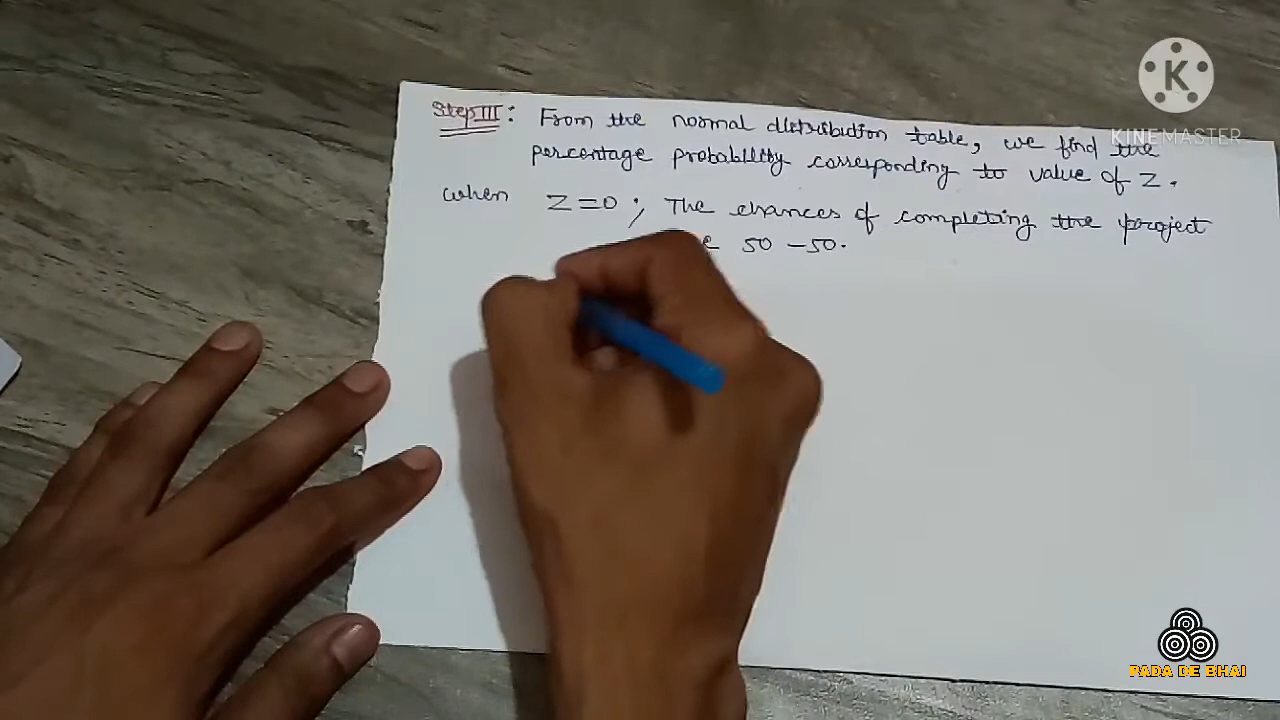 Step III : From the normal distribution table, we find the
percentage probability corresponding to value of Z.
when Z=0 ; The chances of completing the project
50 - 50.
KINEMASTER
PADA DE BHAI